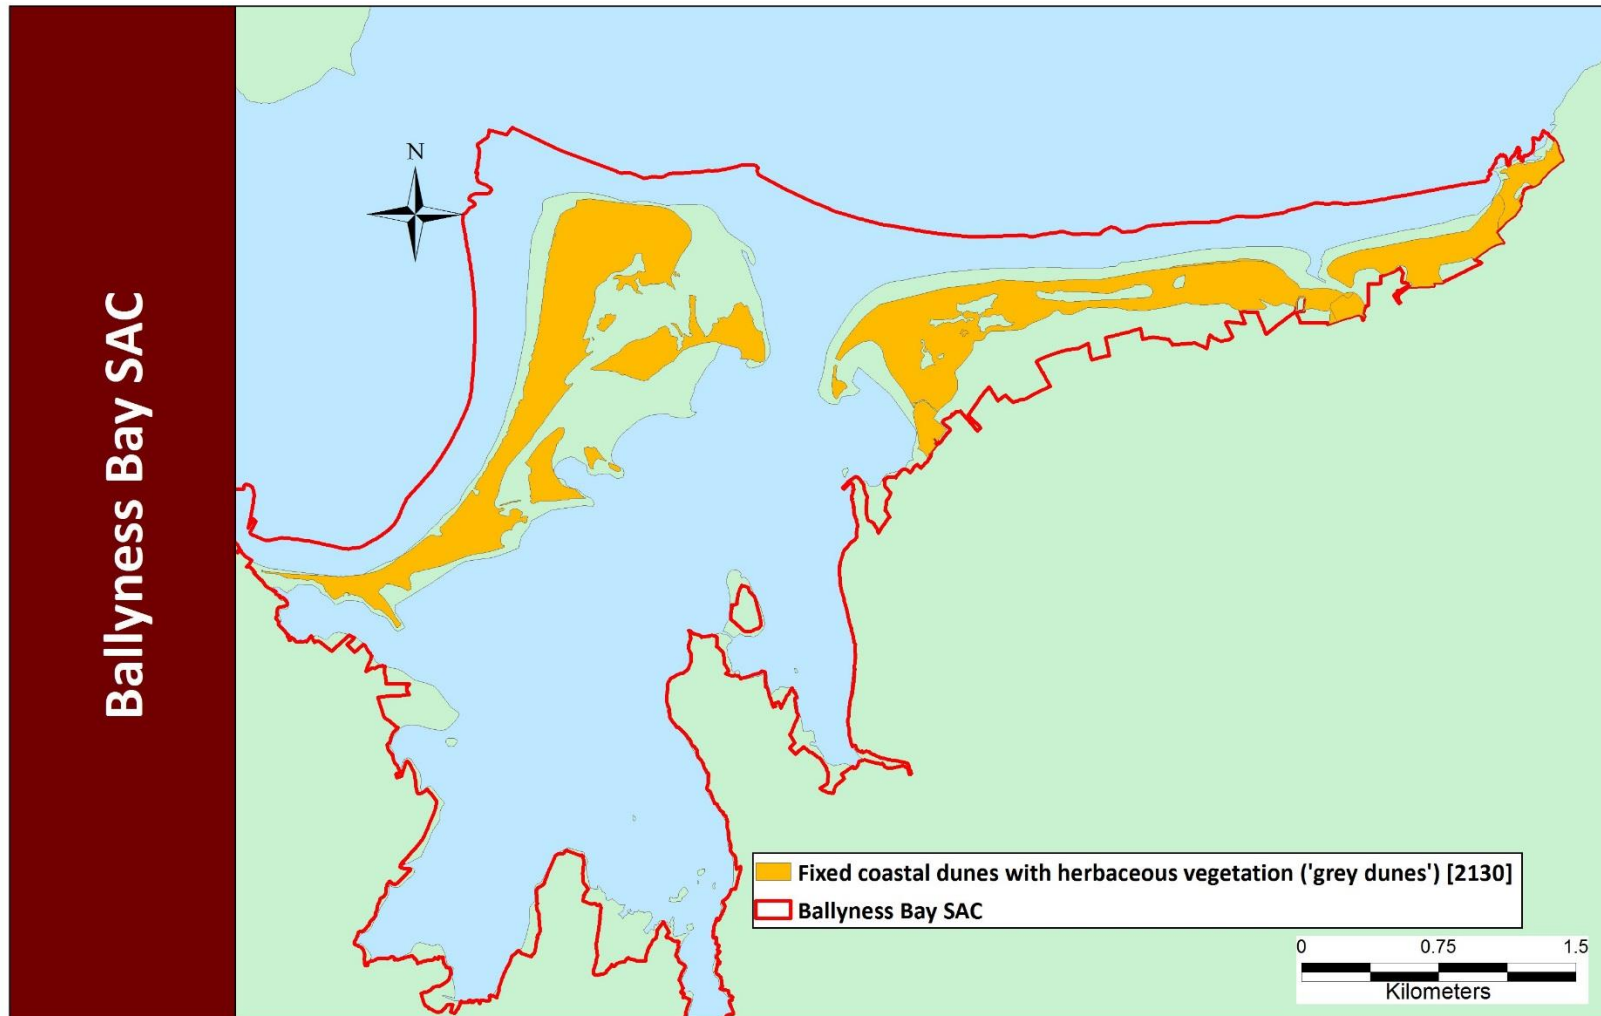 Ballyness Bay SAC
N
Fixed coastal dunes with herbaceous vegetation ('grey dunes') [2130]
Ballyness Bay SAC
0 0.75 1.5
Kilometers